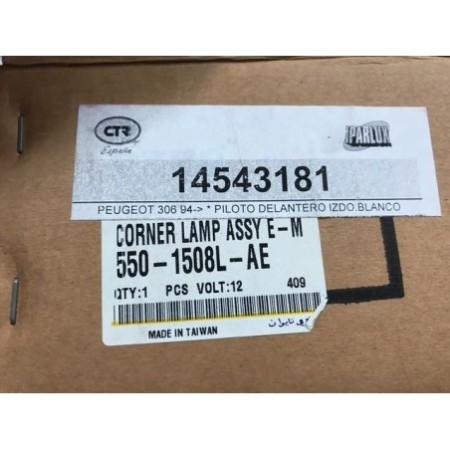 CTR
España
PARLUX
14543181
PEUGEOT 306 94-> * PILOTO DELANTERO IZDO.BLANCO
CORNER LAMP ASSY E-M
550-1508L-AE
QTY:1 PCS VOLT:12 409
MADE IN TAIWAN